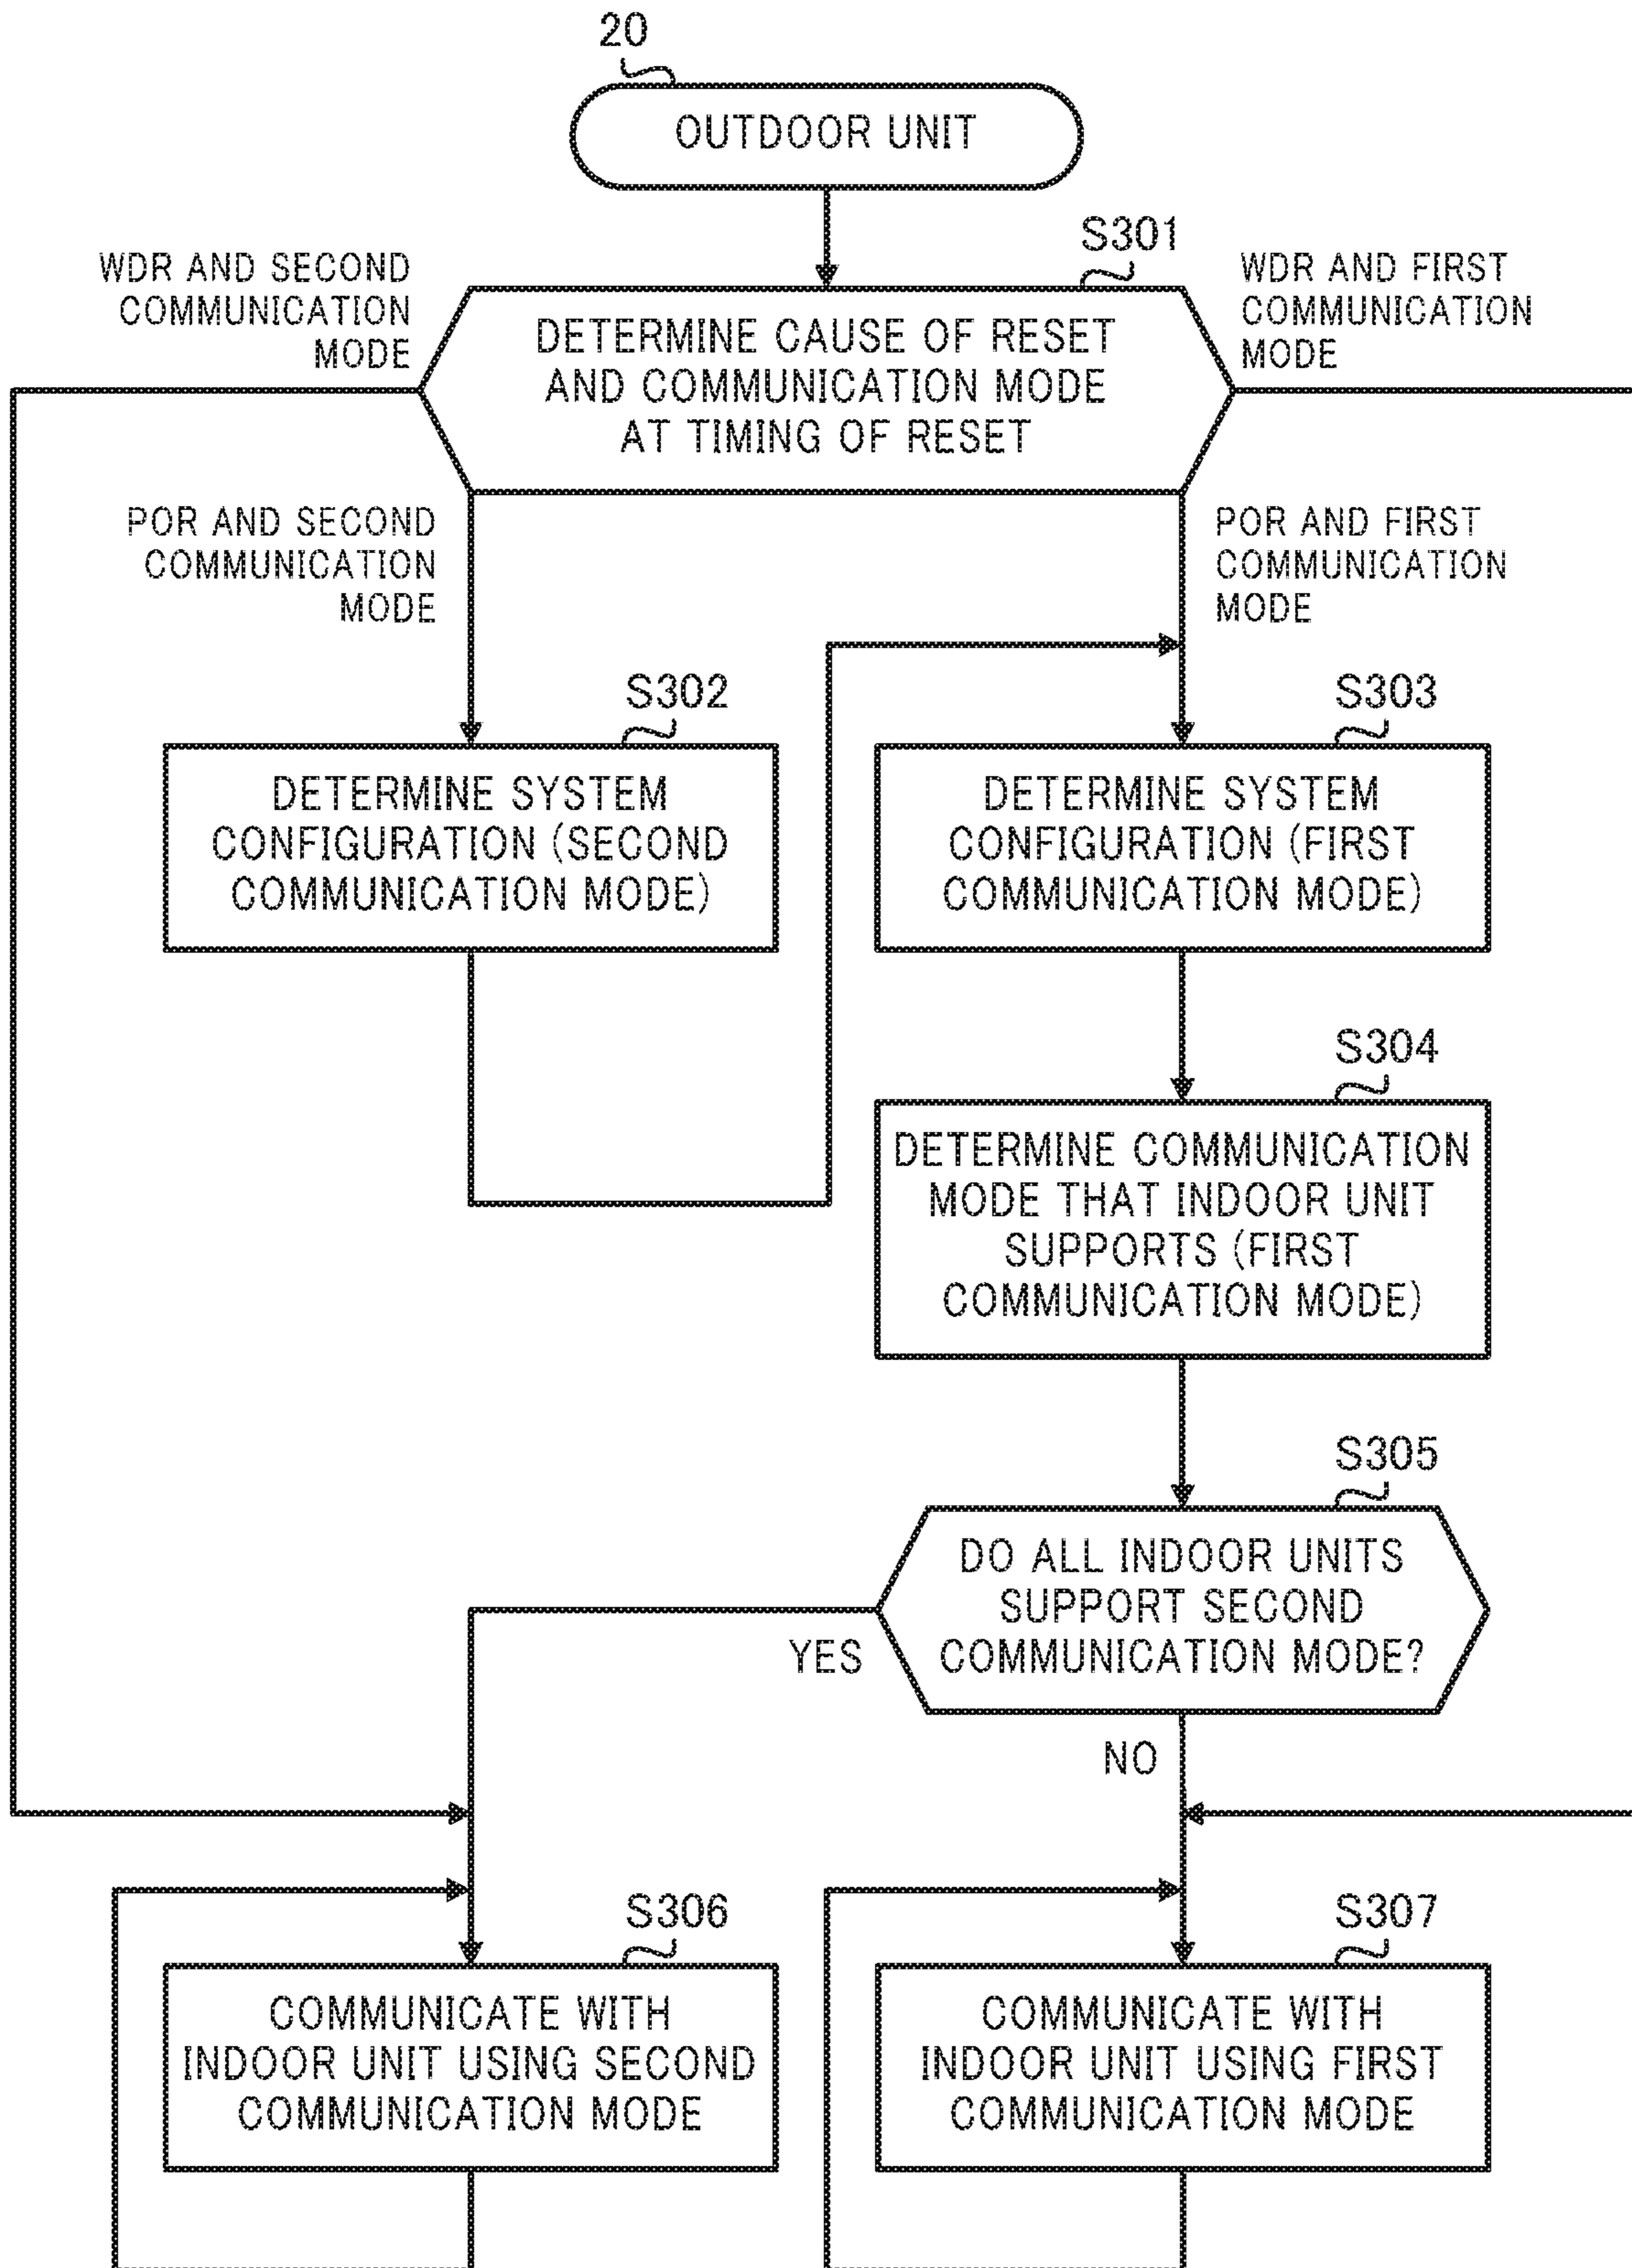 20
OUTDOOR UNIT
S301
WDR AND SECOND
COMMUNICATION
MODE
DETERMINE CAUSE OF RESET
AND COMMUNICATION MODE
AT TIMING OF RESET
WDR AND FIRST
COMMUNICATION
MODE
POR AND SECOND
COMMUNICATION
MODE
POR AND FIRST
COMMUNICATION
MODE
S302
DETERMINE SYSTEM
CONFIGURATION (SECOND
COMMUNICATION MODE)
S303
DETERMINE SYSTEM
CONFIGURATION (FIRST
COMMUNICATION MODE)
S304
DETERMINE COMMUNICATION
MODE THAT INDOOR UNIT
SUPPORTS (FIRST
COMMUNICATION MODE)
S305
DO ALL INDOOR UNITS
SUPPORT SECOND
COMMUNICATION MODE?
YES
NO
S306
COMMUNICATE WITH
INDOOR UNIT USING SECOND
COMMUNICATION MODE
S307
COMMUNICATE WITH
INDOOR UNIT USING FIRST
COMMUNICATION MODE